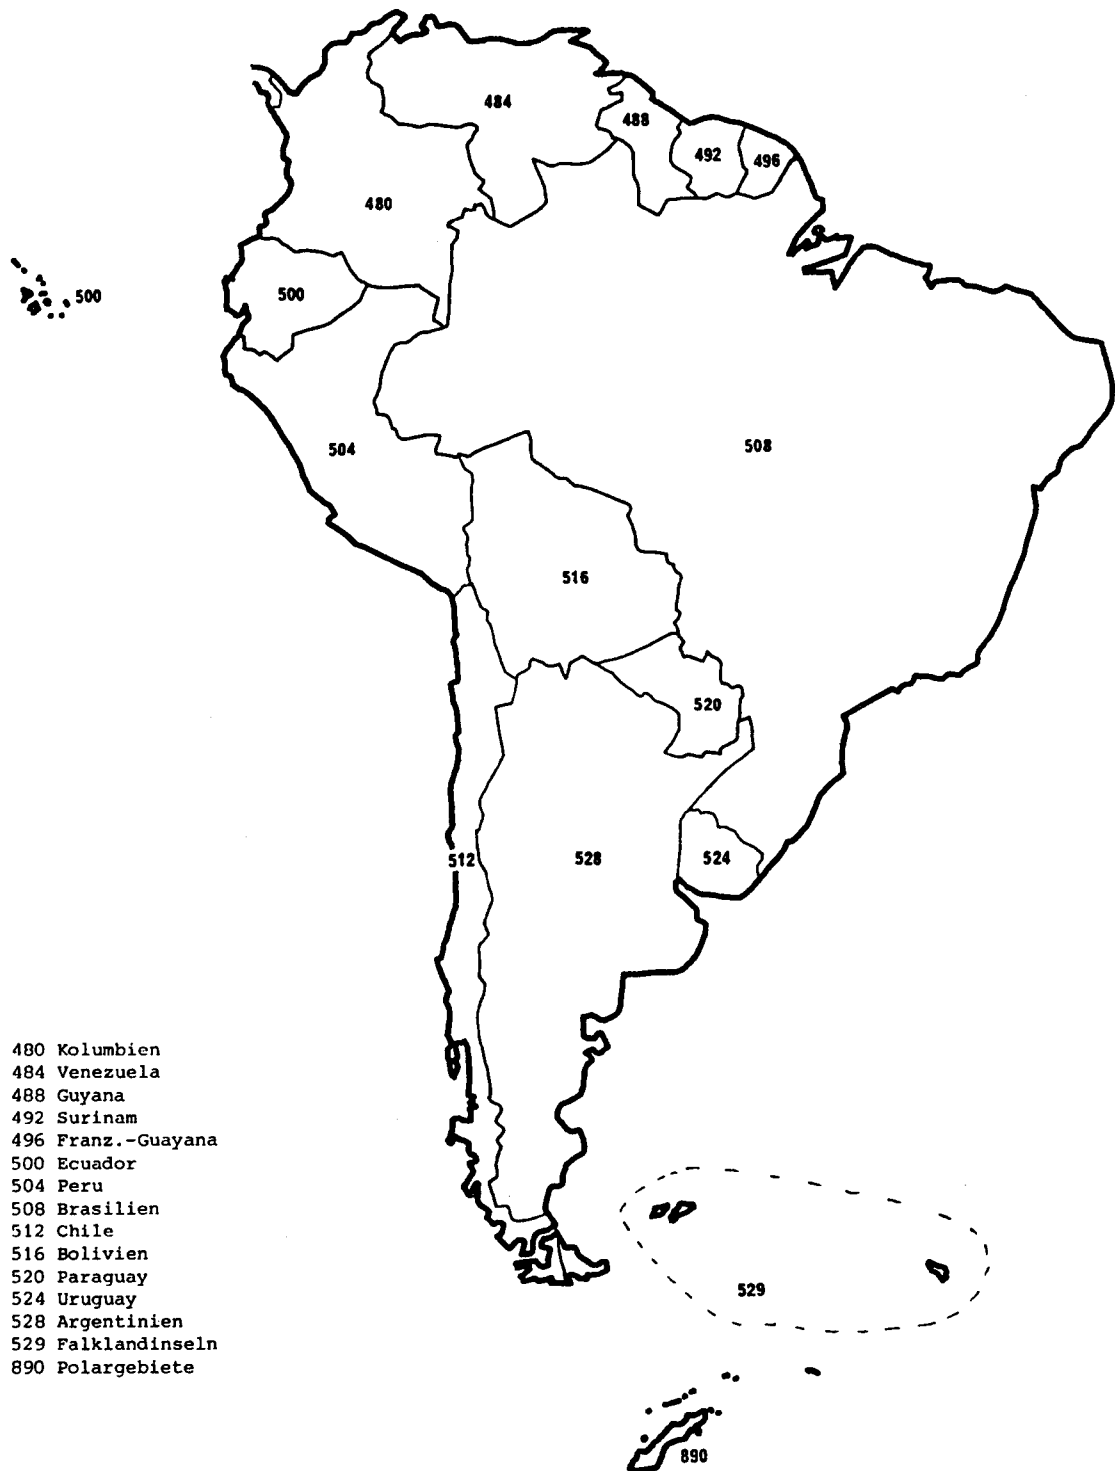 484
488
492
496
480
500
500
504
508
516
520
512
528
524
480 Kolumbien
484 Venezuela
488 Guyana
492 Surinam
496 Franz.-Guayana
500 Ecuador
504 Peru
508 Brasilien
512 Chile
516 Bolivien
520 Paraguay
524 Uruguay
528 Argentinien
529 Falklandinseln
890 Polargebiete
529
890